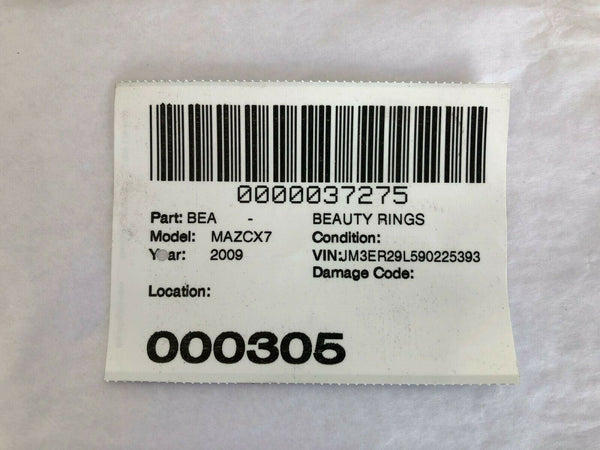 0000037275
Part: BEA - BEAUTY RINGS
Model: MAZCX7 Condition:
Year: 2009 VIN:JM3ER29L590225393
Damage Code:
Location:
000305